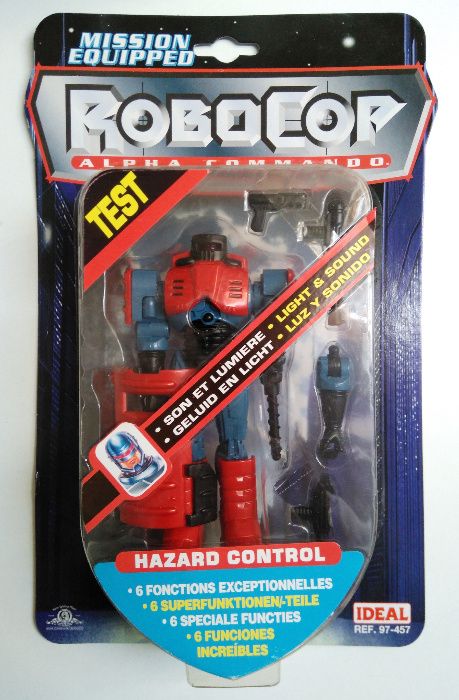 MISSION
EQUIPPED
ROBOCOP
ALPHA COMMANDO
TEST
• SON ET LUMIERE • LIGHT & SOUND
• GELUID EN LICHT • LUZ Y SONIDO
HAZARD CONTROL
• 6 FONCTIONS EXCEPTIONNELLES
• 6 SUPERFUNKTIONEN/-TEILE
• 6 SPECIALE FUNCTIES
• 6 FUNCIONES
INCREÍBLES
IDEAL
REF. 97-457